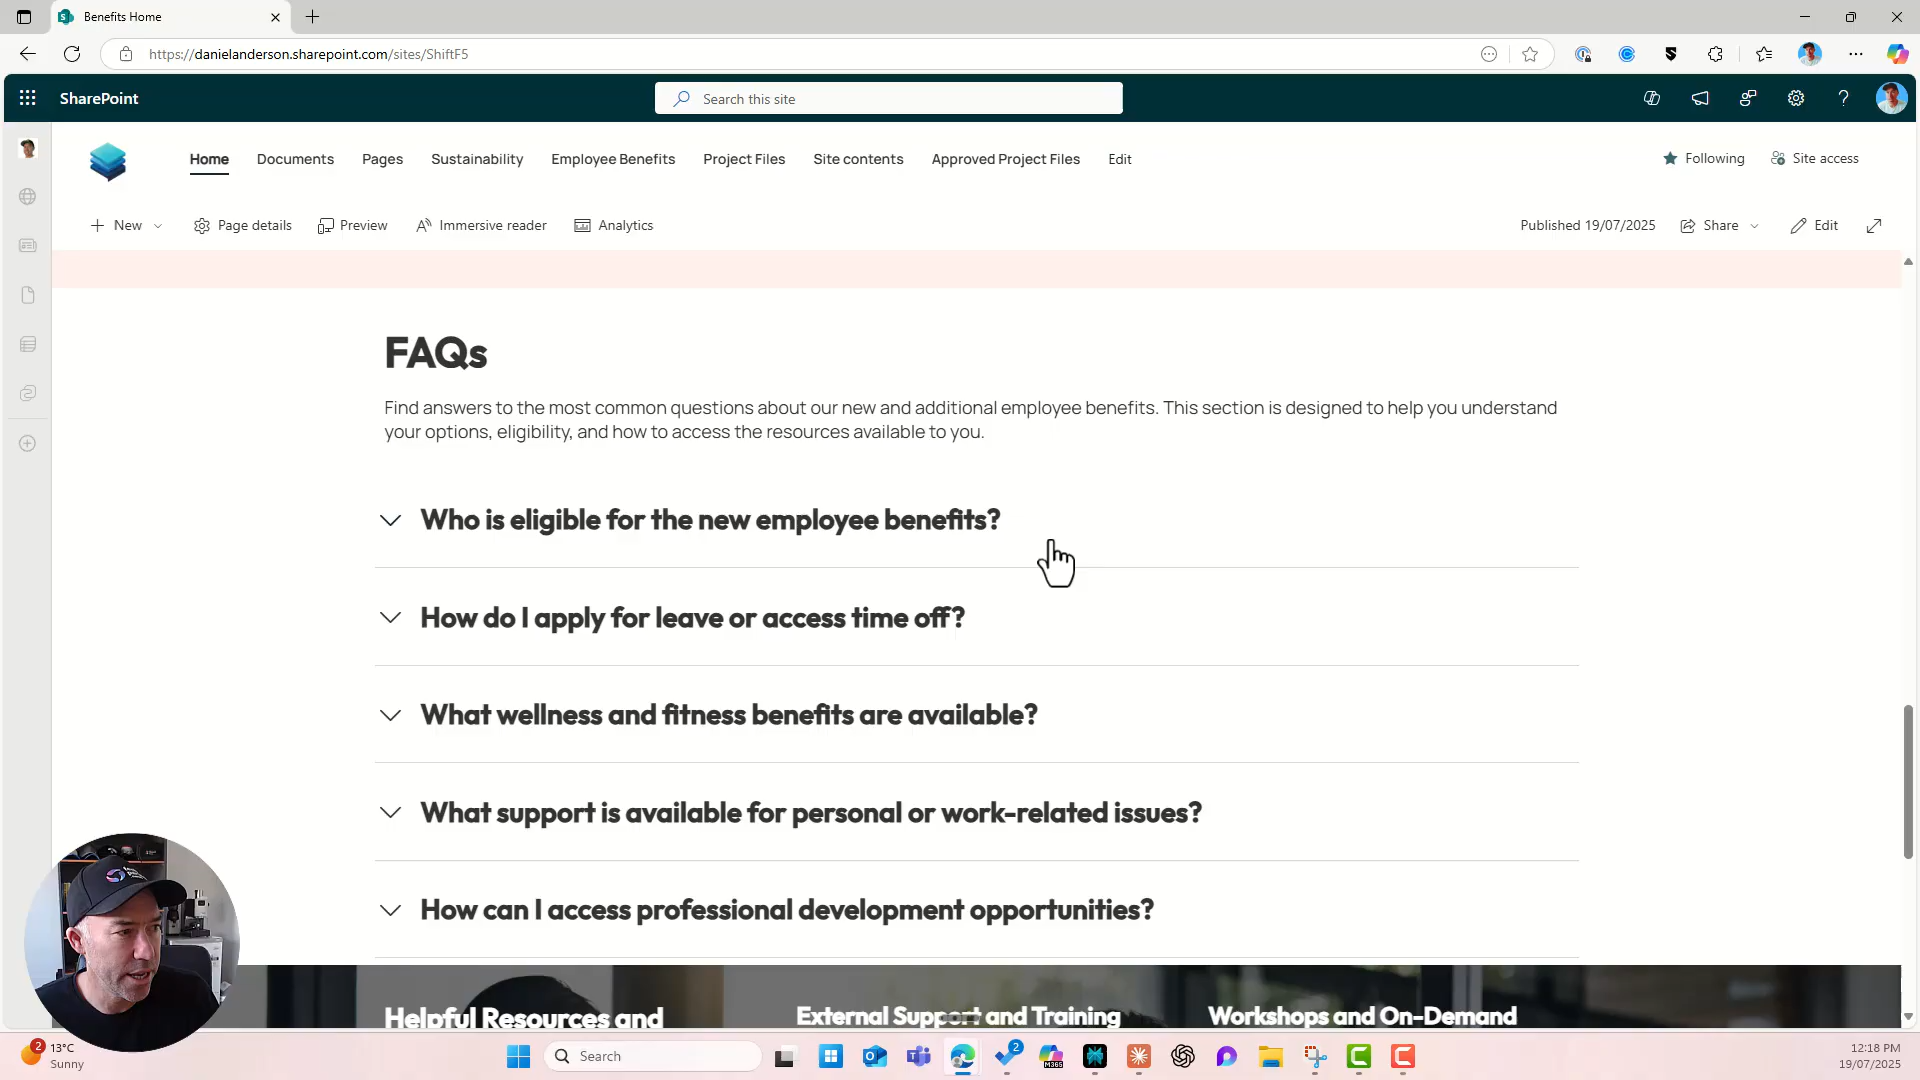 Benefits Home
https://danielanderson.sharepoint.com/sites/ShiftF5
SharePoint
Search this site
Home Documents Pages Sustainability Employee Benefits Project Files Site contents Approved Project Files Edit
Following Site access
New Page details Preview Immersive reader Analytics
Published 19/07/2025 Share Edit
FAQs
Find answers to the most common questions about our new and additional employee benefits. This section is designed to help you understand
your options, eligibility, and how to access the resources available to you.
Who is eligible for the new employee benefits?
How do I apply for leave or access time off?
What wellness and fitness benefits are available?
What support is available for personal or work-related issues?
How can I access professional development opportunities?
Helpful Resources and
External Support and Training
Workshops and On-Demand
2
13°C
Sunny
Search
2
M365
12:18 PM
19/07/2025